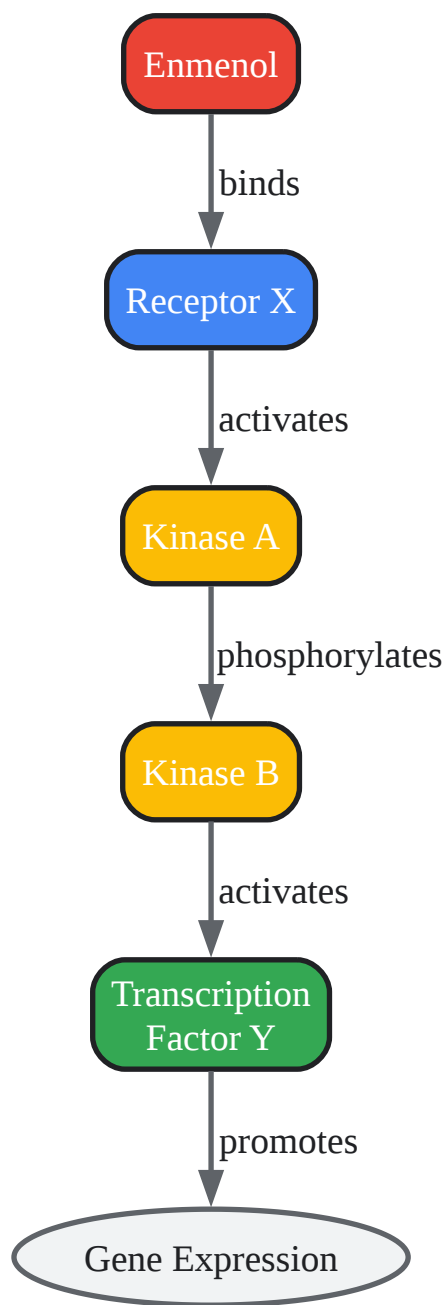 Enmenol
binds
Receptor X
activates
Kinase A
phosphorylates
Kinase B
activates
Transcription
Factor Y
promotes
Gene Expression